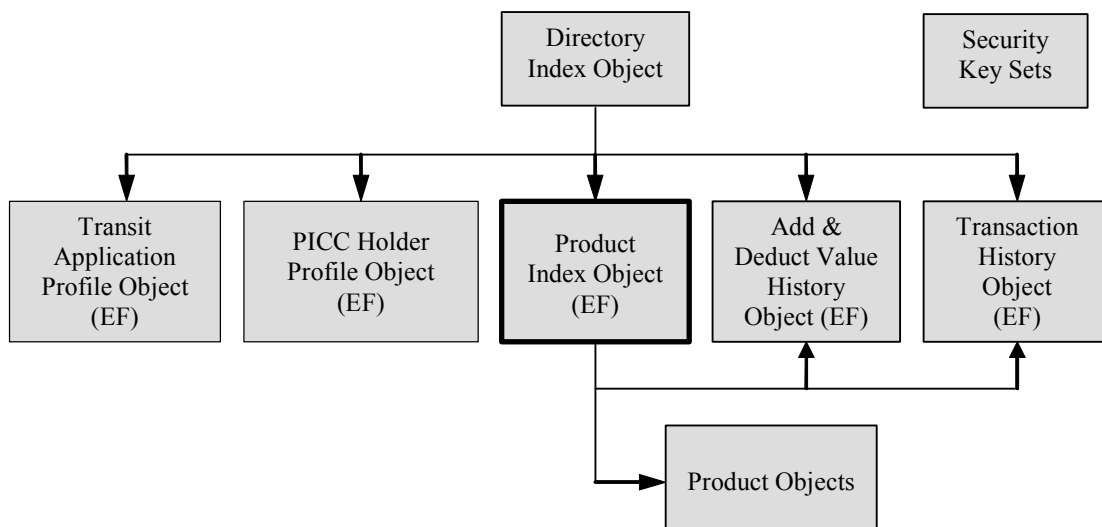 Directory
Index Object
Security
Key Sets
Transit
Application
Profile Object
(EF)
PICC Holder
Profile Object
(EF)
Product
Index Object
(EF)
Add &
Deduct Value
History
Object (EF)
Transaction
History
Object
(EF)
Product Objects